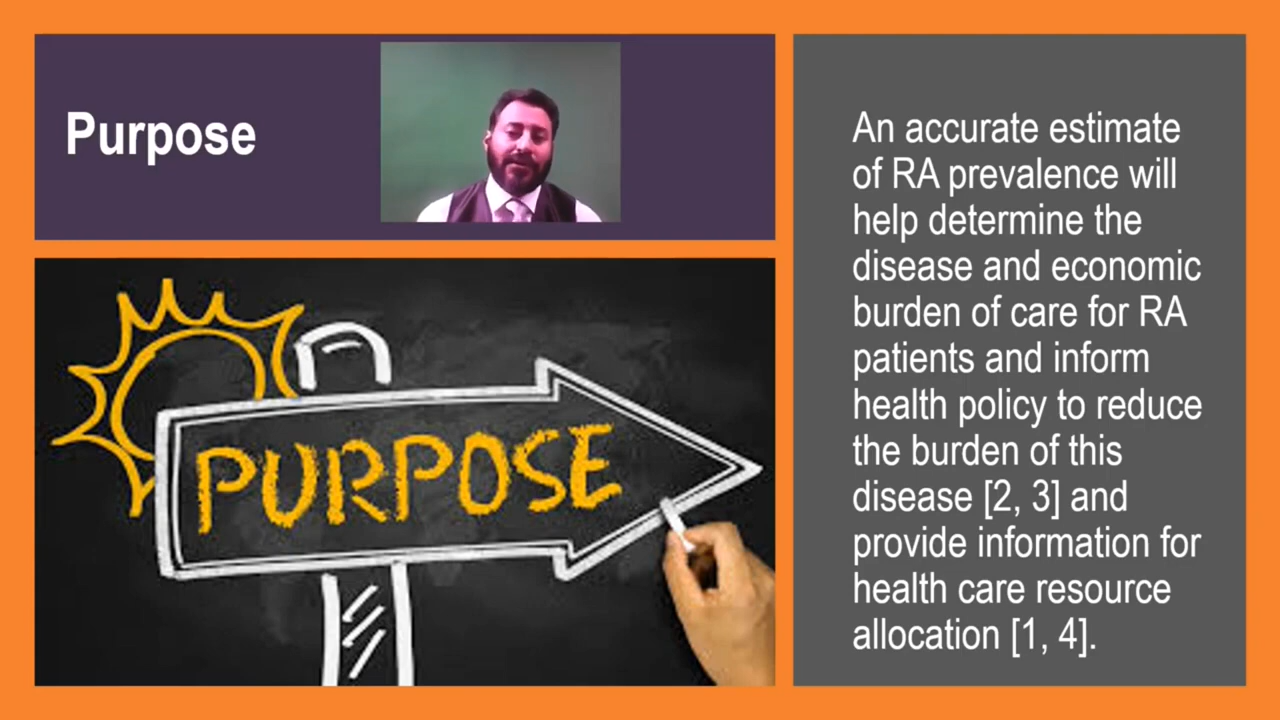 Purpose
PURPOSE
An accurate estimate
of RA prevalence will
help determine the
disease and economic
burden of care for RA
patients and inform
health policy to reduce
the burden of this
disease [2, 3] and
provide information for
health care resource
allocation [1, 4].